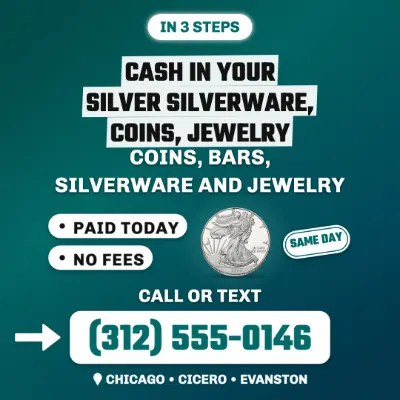 IN 3 STEPS
CASH IN YOUR
SILVER SILVERWARE,
COINS, JEWELRY
COINS, BARS,
SILVERWARE AND JEWELRY
• PAID TODAY
• NO FEES
SAME DAY
CALL OR TEXT
(312) 555-0146
CHICAGO • CICERO • EVANSTON